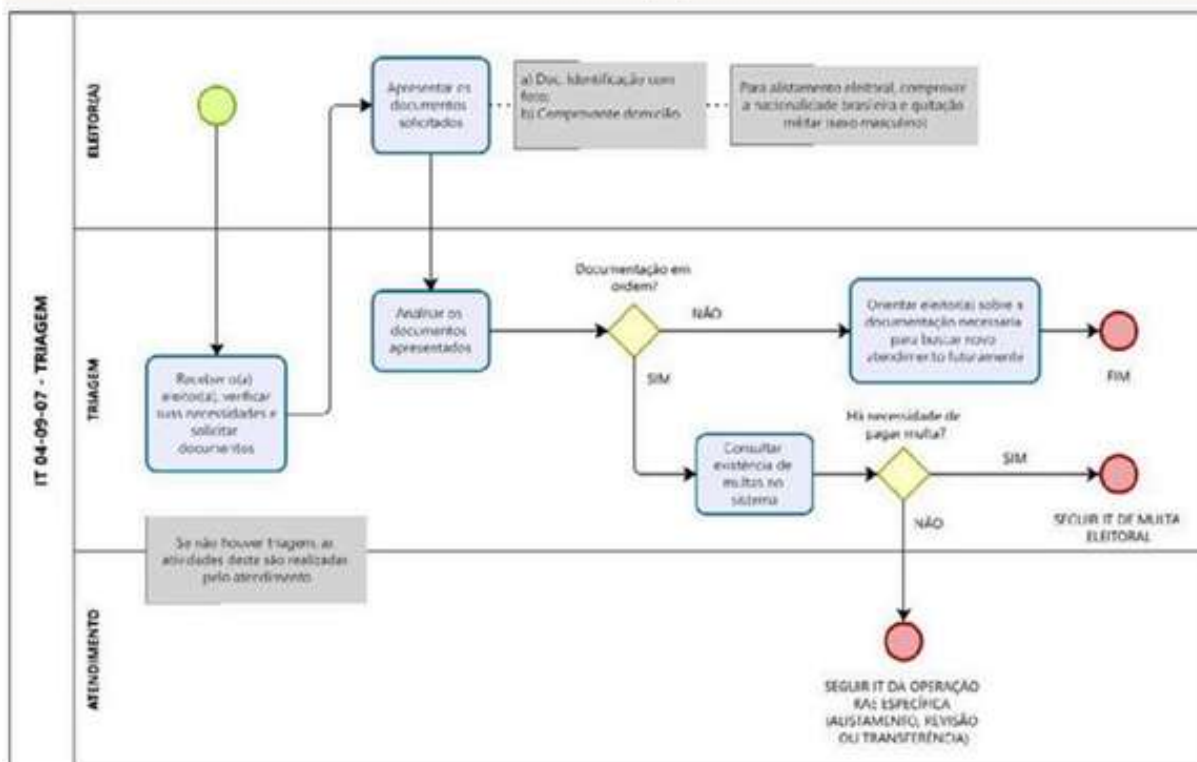 IT 04-09-07 - TRIAGEM
ELEITOR(A)
Apresentar os
documentos
solicitados
a) Doc. Identificação com
foto;
b) Comprovante domicílio
Para alistamento eleitoral, comprovar
a nacionalidade brasileira e quitação
militar (sexo masculino)
TRIAGEM
Receber o(a)
eleitor(a), verificar
suas necessidades e
solicitar
documentos
Analisar os
documentos
apresentados
Documentação em
ordem?
NÃO
SIM
Orientar eleitor(a) sobre a
documentação necessária
para buscar novo
atendimento futuramente
FIM
Consultar
existência de
multas no
sistema
Há necessidade de
pagar multa?
SIM
NÃO
SEGUIR IT DE MULTA
ELEITORAL
Se não houver triagem, as
atividades deste são realizadas
pelo atendimento
ATENDIMENTO
SEGUIR IT DA OPERAÇÃO
RAE ESPECÍFICA
(ALISTAMENTO, REVISÃO
OU TRANSFERÊNCIA)